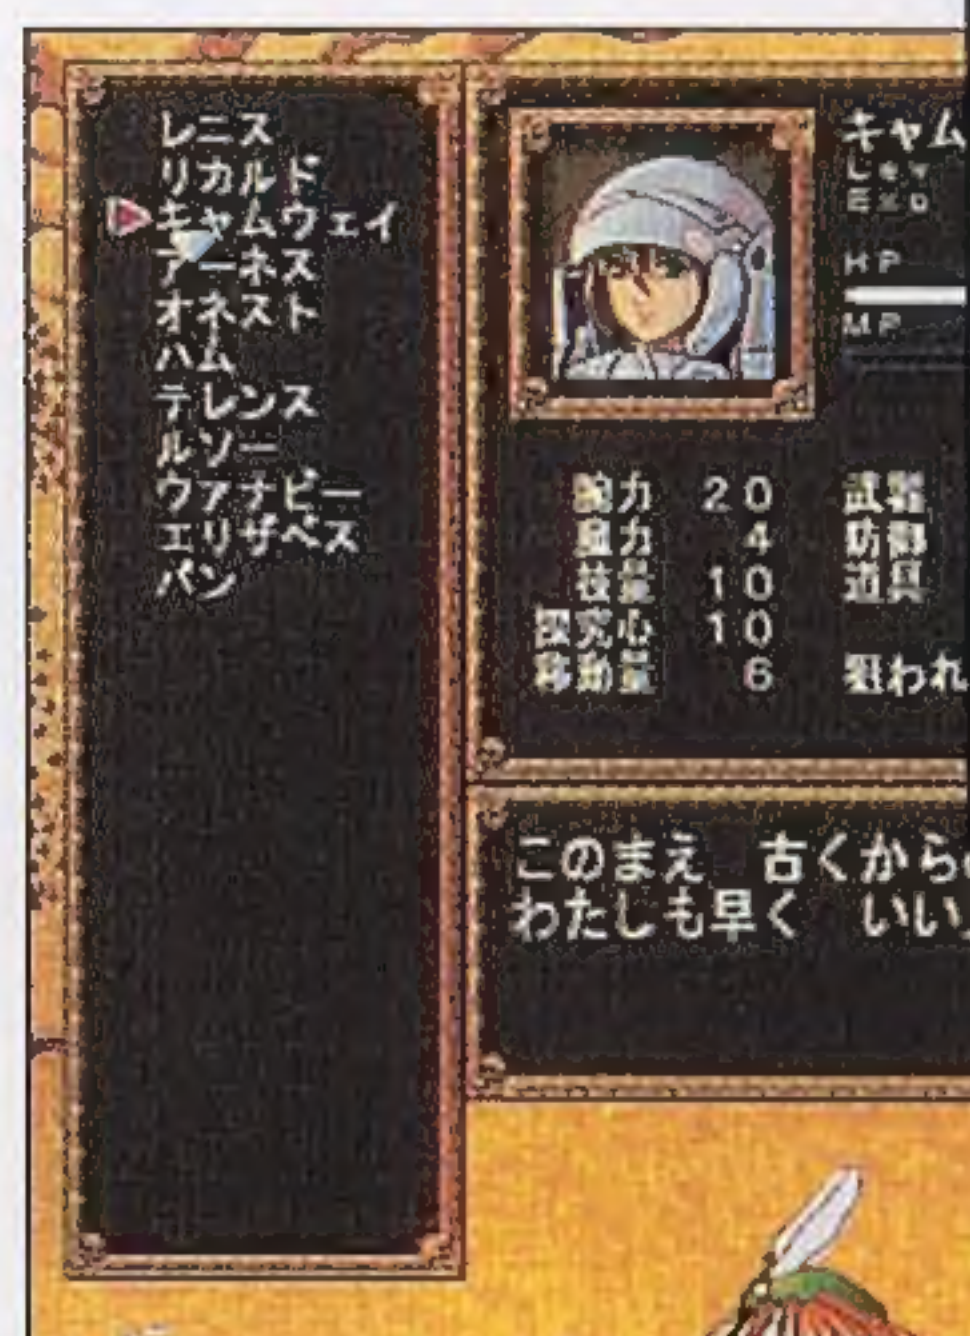 レニス
リカルド
キャムウェイ
アーネス
オネスト
ハム
テレンス
ルソー
ウァナビー
エリザベス
パン
キャム
Lev
Exp
HP
MP
腕力 20
魔力 4
技量 10
探究心 10
移動量 6
武器
防御
道具
狙われ
このまえ 古くから
わたしも早く いい